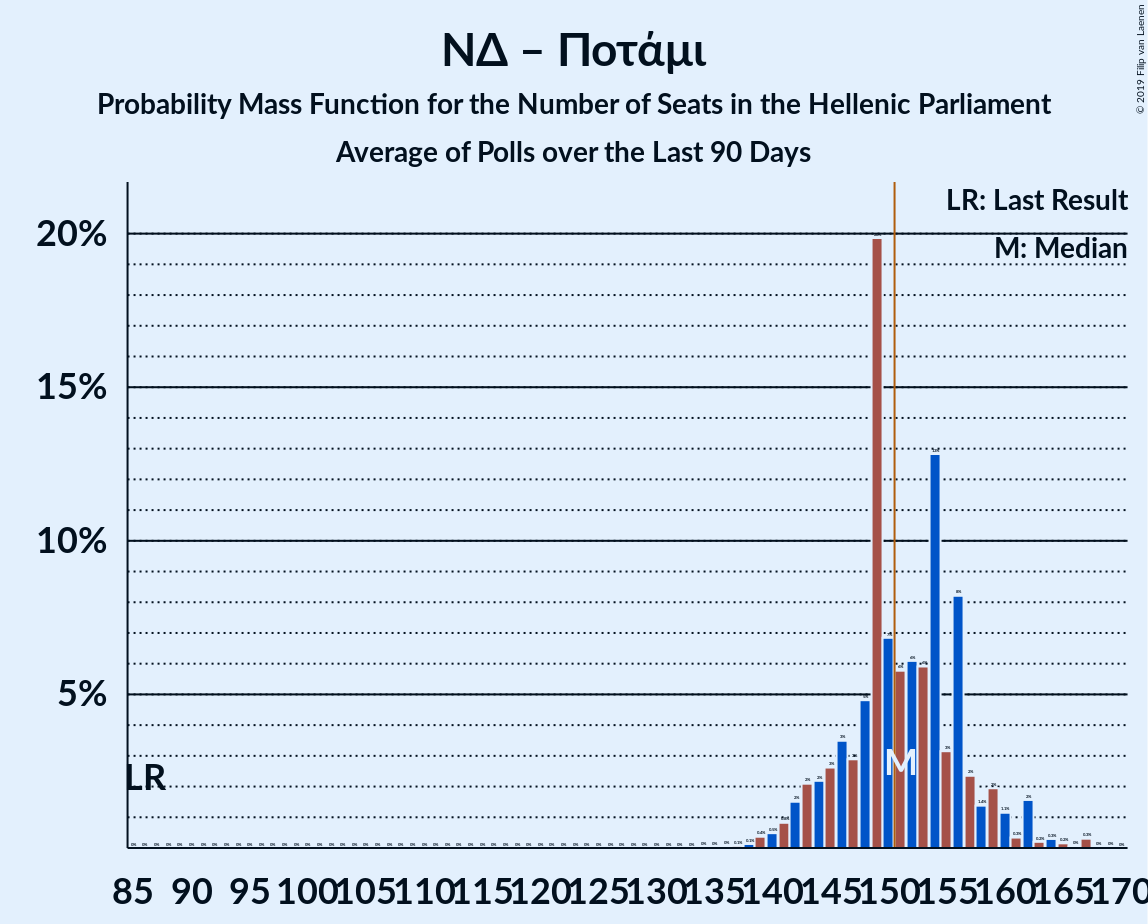 ΝΔ – Ποτάμι
Probability Mass Function for the Number of Seats in the Hellenic Parliament
Average of Polls over the Last 90 Days
© 2019 Filip van Laenen
LR: Last Result
M: Median
20%
15%
10%
5%
LR
M
85 90 95 100 105 110 115 120 125 130 135 140 145 150 155 160 165 170